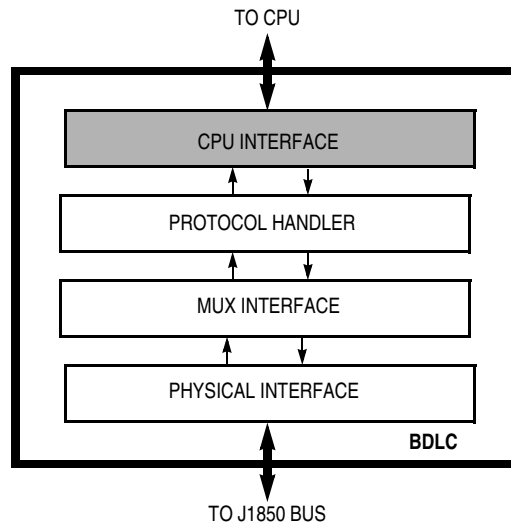 TO CPU
CPU INTERFACE
PROTOCOL HANDLER
MUX INTERFACE
PHYSICAL INTERFACE
BDLC
TO J1850 BUS